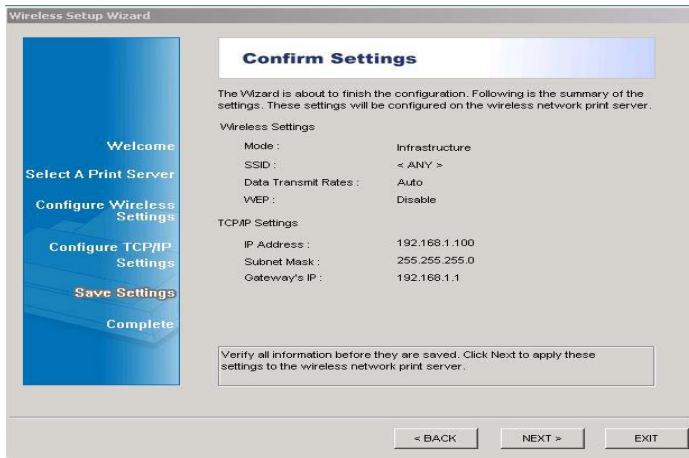 Wireless Setup Wizard
Welcome
Select A Print Server
Configure Wireless
Settings
Configure TCP/IP
Settings
Save Settings
Complete
Confirm Settings
The Wizard is about to finish the configuration. Following is the summary of the
settings. These settings will be configured on the wireless network print server.
Wireless Settings
Mode : Infrastructure
SSID : < ANY >
Data Transmit Rates : Auto
WEP : Disable
TCP/IP Settings
IP Address : 192.168.1.100
Subnet Mask : 255.255.255.0
Gateway's IP : 192.168.1.1
Verify all information before they are saved. Click Next to apply these
settings to the wireless network print server.
< BACK NEXT > EXIT